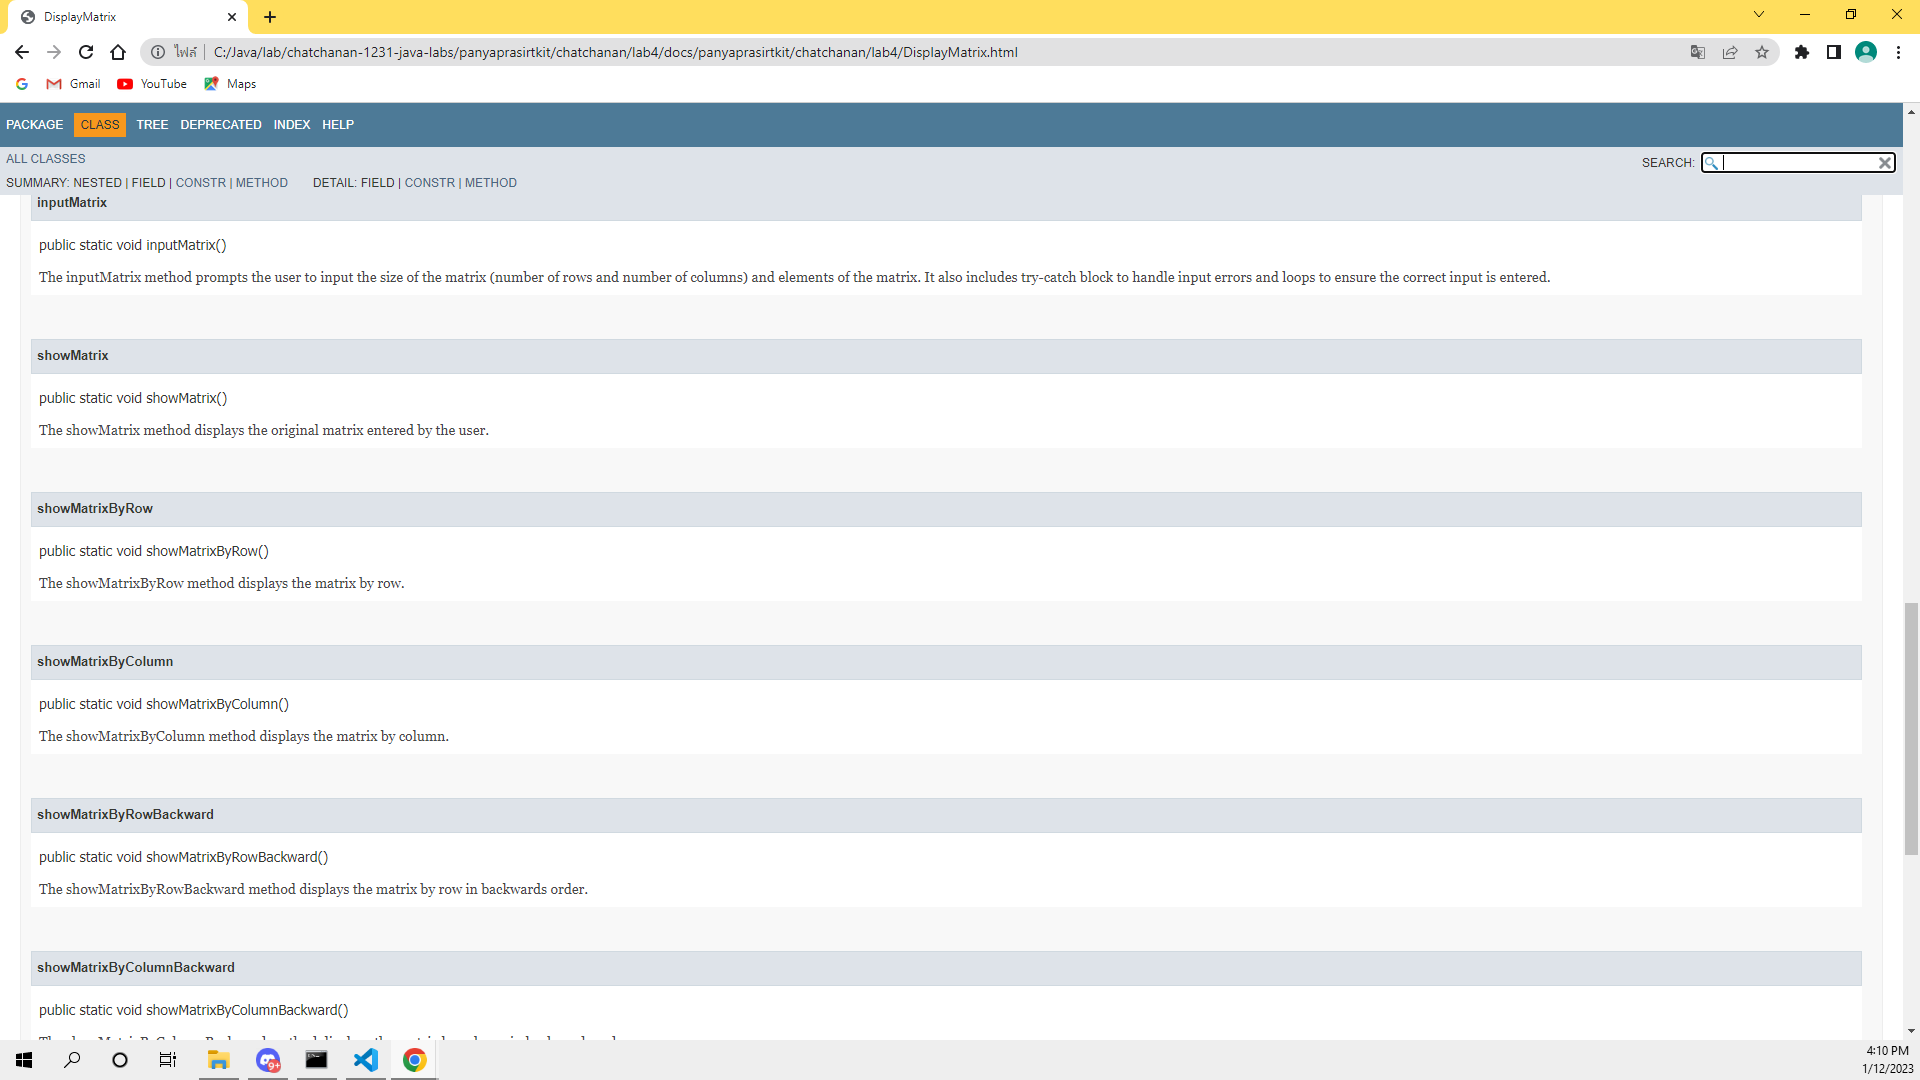 DisplayMatrix
ไฟล์ C:/Java/lab/chatchanan-1231-java-labs/panyaprasirtkit/chatchanan/lab4/docs/panyaprasirtkit/chatchanan/lab4/DisplayMatrix.html
Gmail YouTube Maps
PACKAGE CLASS TREE DEPRECATED INDEX HELP
ALL CLASSES
SEARCH:
SUMMARY: NESTED | FIELD | CONSTR | METHOD DETAIL: FIELD | CONSTR | METHOD
inputMatrix
public static void inputMatrix()
The inputMatrix method prompts the user to input the size of the matrix (number of rows and number of columns) and elements of the matrix. It also includes try-catch block to handle input errors and loops to ensure the correct input is entered.
showMatrix
public static void showMatrix()
The showMatrix method displays the original matrix entered by the user.
showMatrixByRow
public static void showMatrixByRow()
The showMatrixByRow method displays the matrix by row.
showMatrixByColumn
public static void showMatrixByColumn()
The showMatrixByColumn method displays the matrix by column.
showMatrixByRowBackward
public static void showMatrixByRowBackward()
The showMatrixByRowBackward method displays the matrix by row in backwards order.
showMatrixByColumnBackward
public static void showMatrixByColumnBackward()
9+
4:10 PM
1/12/2023